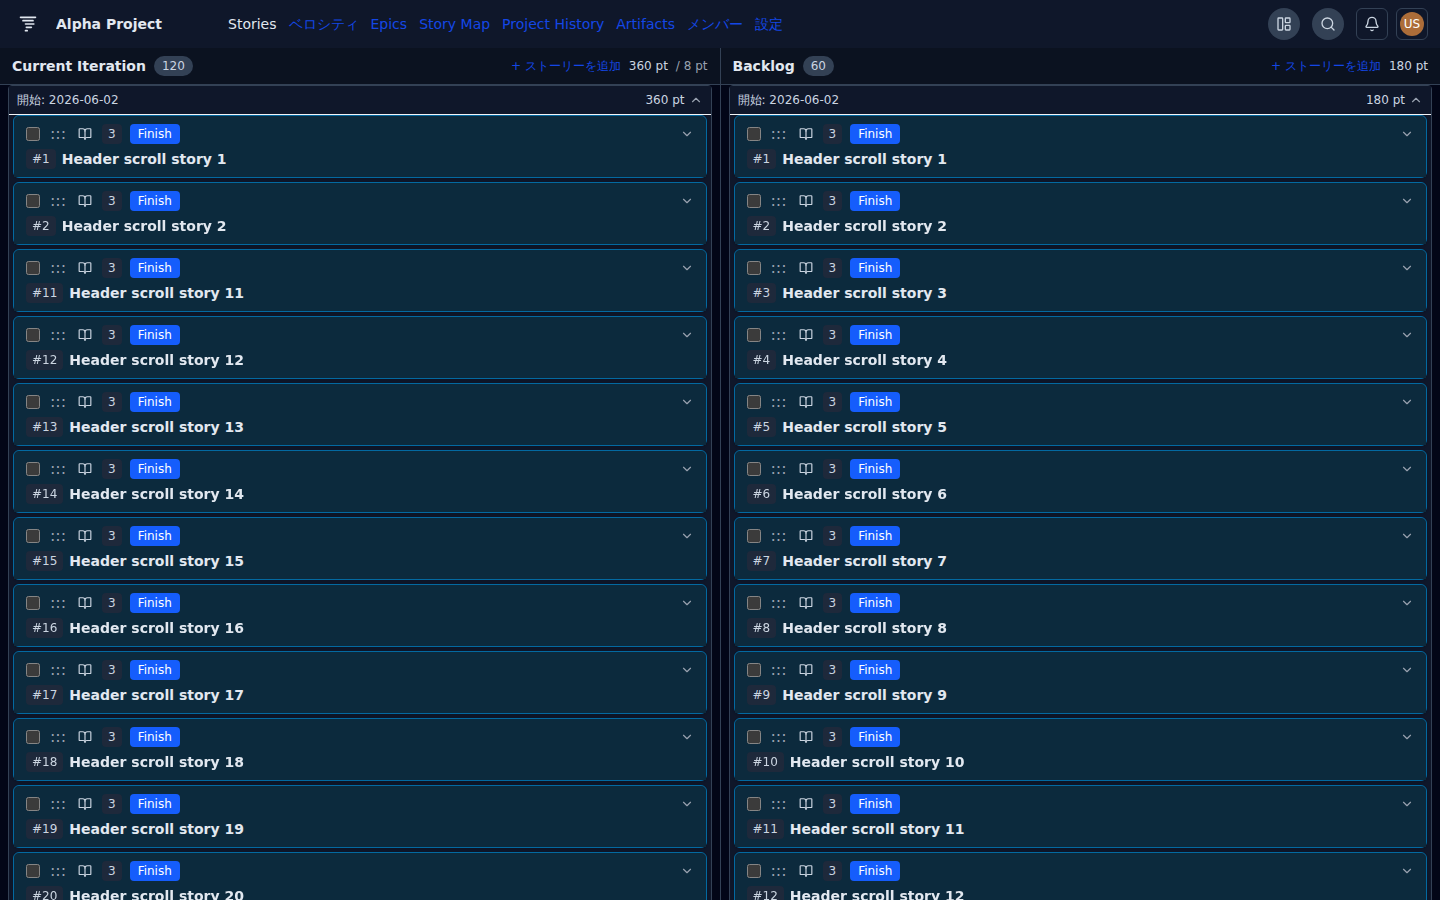 Alpha Project Stories ベロシティ Epics Story Map Project History Artifacts メンバー 設定 US
Current Iteration 120 + ストーリーを追加 360 pt / 8 pt
開始: 2026-06-02 360 pt
3 Finish
#1 Header scroll story 1
3 Finish
#2 Header scroll story 2
3 Finish
#11 Header scroll story 11
3 Finish
#12 Header scroll story 12
3 Finish
#13 Header scroll story 13
3 Finish
#14 Header scroll story 14
3 Finish
#15 Header scroll story 15
3 Finish
#16 Header scroll story 16
3 Finish
#17 Header scroll story 17
3 Finish
#18 Header scroll story 18
3 Finish
#19 Header scroll story 19
3 Finish
#20 Header scroll story 20
Backlog 60 + ストーリーを追加 180 pt
開始: 2026-06-02 180 pt
3 Finish
#1 Header scroll story 1
3 Finish
#2 Header scroll story 2
3 Finish
#3 Header scroll story 3
3 Finish
#4 Header scroll story 4
3 Finish
#5 Header scroll story 5
3 Finish
#6 Header scroll story 6
3 Finish
#7 Header scroll story 7
3 Finish
#8 Header scroll story 8
3 Finish
#9 Header scroll story 9
3 Finish
#10 Header scroll story 10
3 Finish
#11 Header scroll story 11
3 Finish
#12 Header scroll story 12